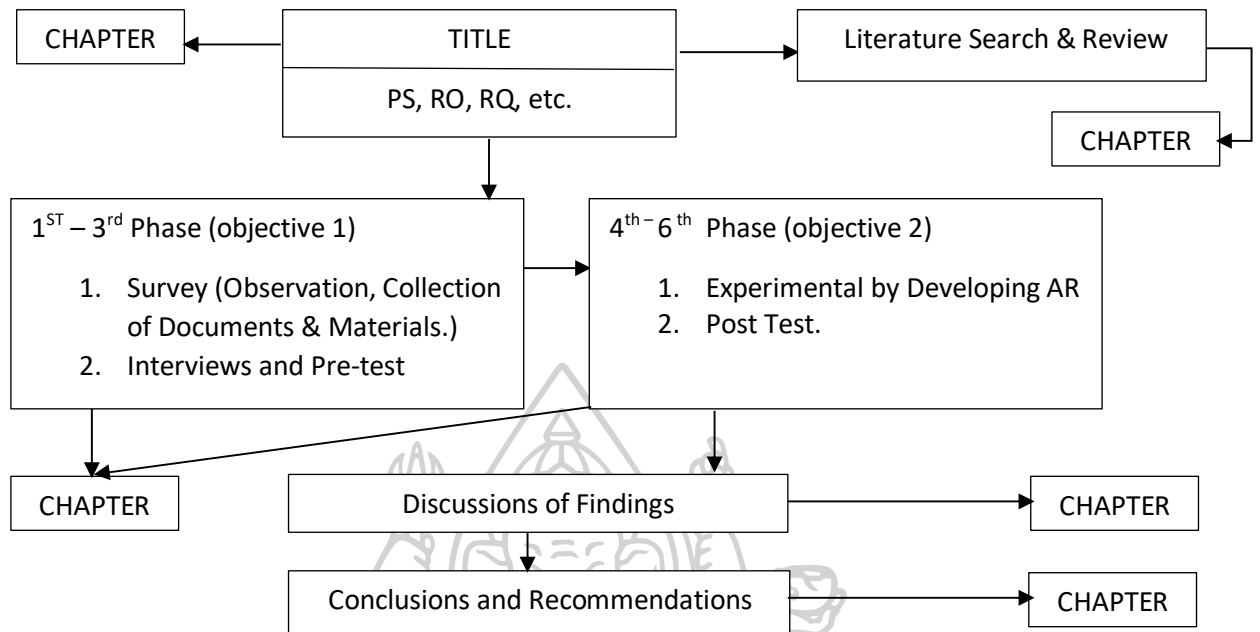 CHAPTER
TITLE
PS, RO, RQ, etc.
Literature Search & Review
CHAPTER
1ST – 3rd Phase (objective 1)
1. Survey (Observation, Collection
of Documents & Materials.)
2. Interviews and Pre-test
4th – 6 th Phase (objective 2)
1. Experimental by Developing AR
2. Post Test.
CHAPTER
Discussions of Findings
CHAPTER
Conclusions and Recommendations
CHAPTER